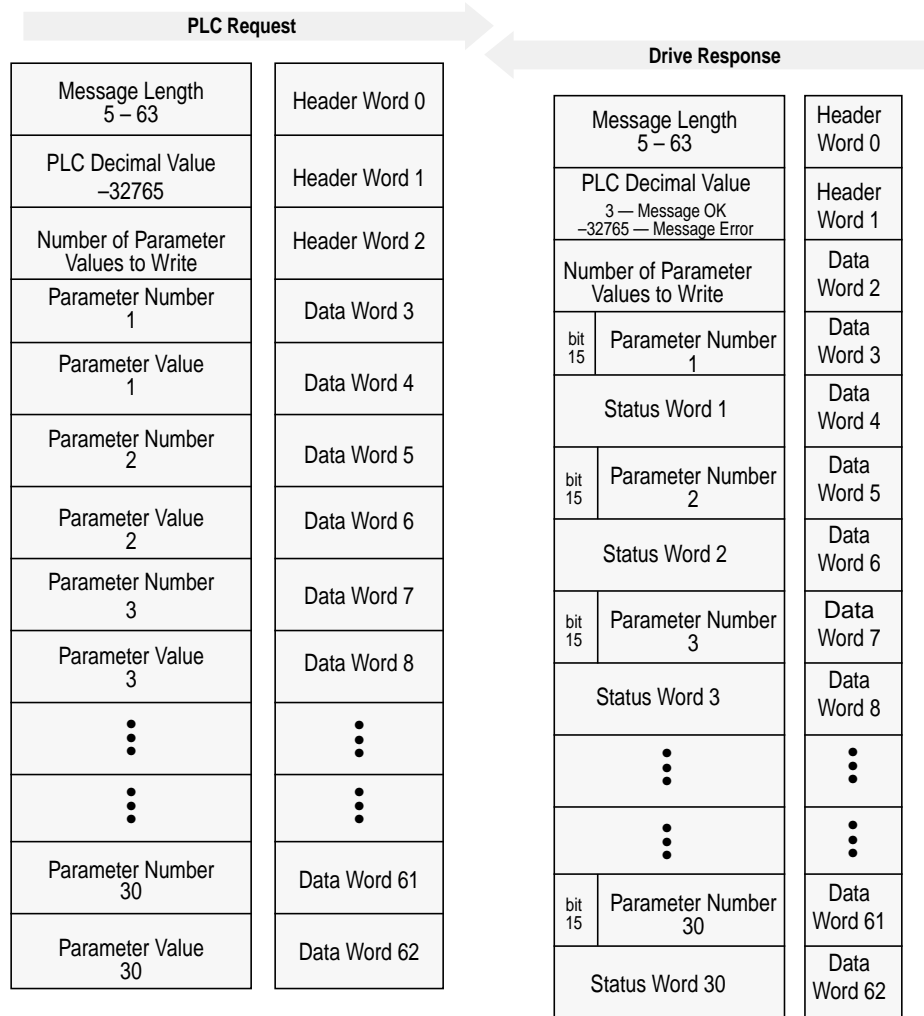 PLC Request
Message Length
5 – 63
Header Word 0
PLC Decimal Value
–32765
Header Word 1
Number of Parameter
Values to Write
Header Word 2
Parameter Number
1
Data Word 3
Parameter Value
1
Data Word 4
Parameter Number
2
Data Word 5
Parameter Value
2
Data Word 6
Parameter Number
3
Data Word 7
Parameter Value
3
Data Word 8
Parameter Number
30
Data Word 61
Parameter Value
30
Data Word 62
Drive Response
Message Length
5 – 63
Header
Word 0
PLC Decimal Value
3 — Message OK
–32765 — Message Error
Header
Word 1
Number of Parameter
Values to Write
Data
Word 2
bit
15
Parameter Number
1
Data
Word 3
Status Word 1
Data
Word 4
bit
15
Parameter Number
2
Data
Word 5
Status Word 2
Data
Word 6
bit
15
Parameter Number
3
Data
Word 7
Status Word 3
Data
Word 8
bit
15
Parameter Number
30
Data
Word 61
Status Word 30
Data
Word 62